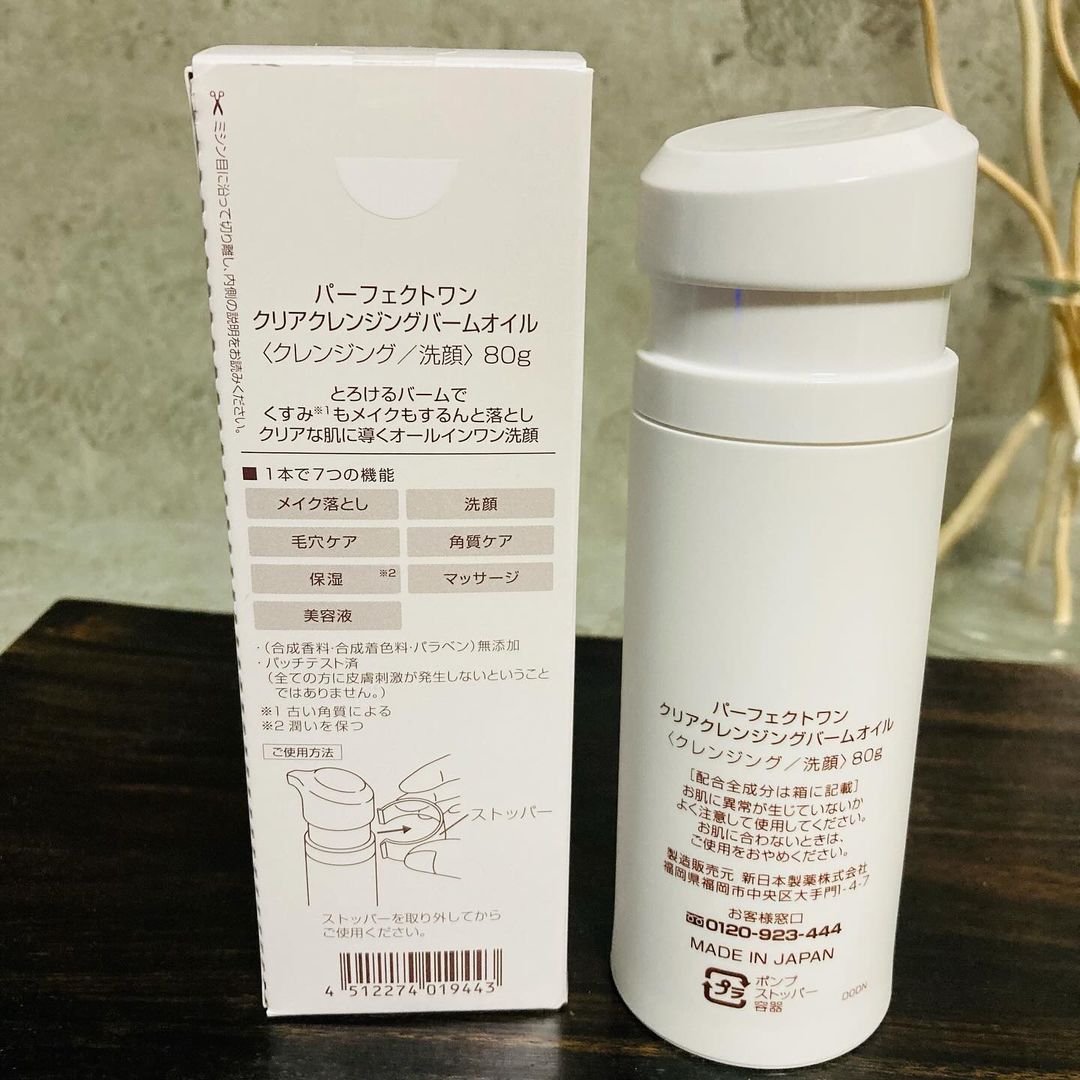 ミシン目に沿って切り離し、内側の説明をお読みください。
パーフェクトワン
クリアクレンジングバームオイル
〈クレンジング／洗顔〉80g
とろけるバームで
くすみ※1もメイクもするんと落とし
クリアな肌に導くオールインワン洗顔
■ 1本で7つの機能
メイク落とし 洗顔
毛穴ケア 角質ケア
保湿 ※2 マッサージ
美容液
・（合成香料・合成着色料・パラベン）無添加
・パッチテスト済
（全ての方に皮膚刺激が発生しないということ
ではありません。）
※1 古い角質による
※2 潤いを保つ
ご使用方法
ストッパー
ストッパーを取り外してから
ご使用ください。
4 512274 019443
パーフェクトワン
クリアクレンジングバームオイル
〈クレンジング／洗顔〉80g
［配合全成分は箱に記載］
お肌に異常が生じていないか
よく注意して使用してください。
お肌に合わないときは、
ご使用をおやめください。
製造販売元 新日本製薬株式会社
福岡県福岡市中央区大手門1-4-7
お客様窓口
0120-923-444
MADE IN JAPAN
プラ
ポンプ
ストッパー
容器
DODN